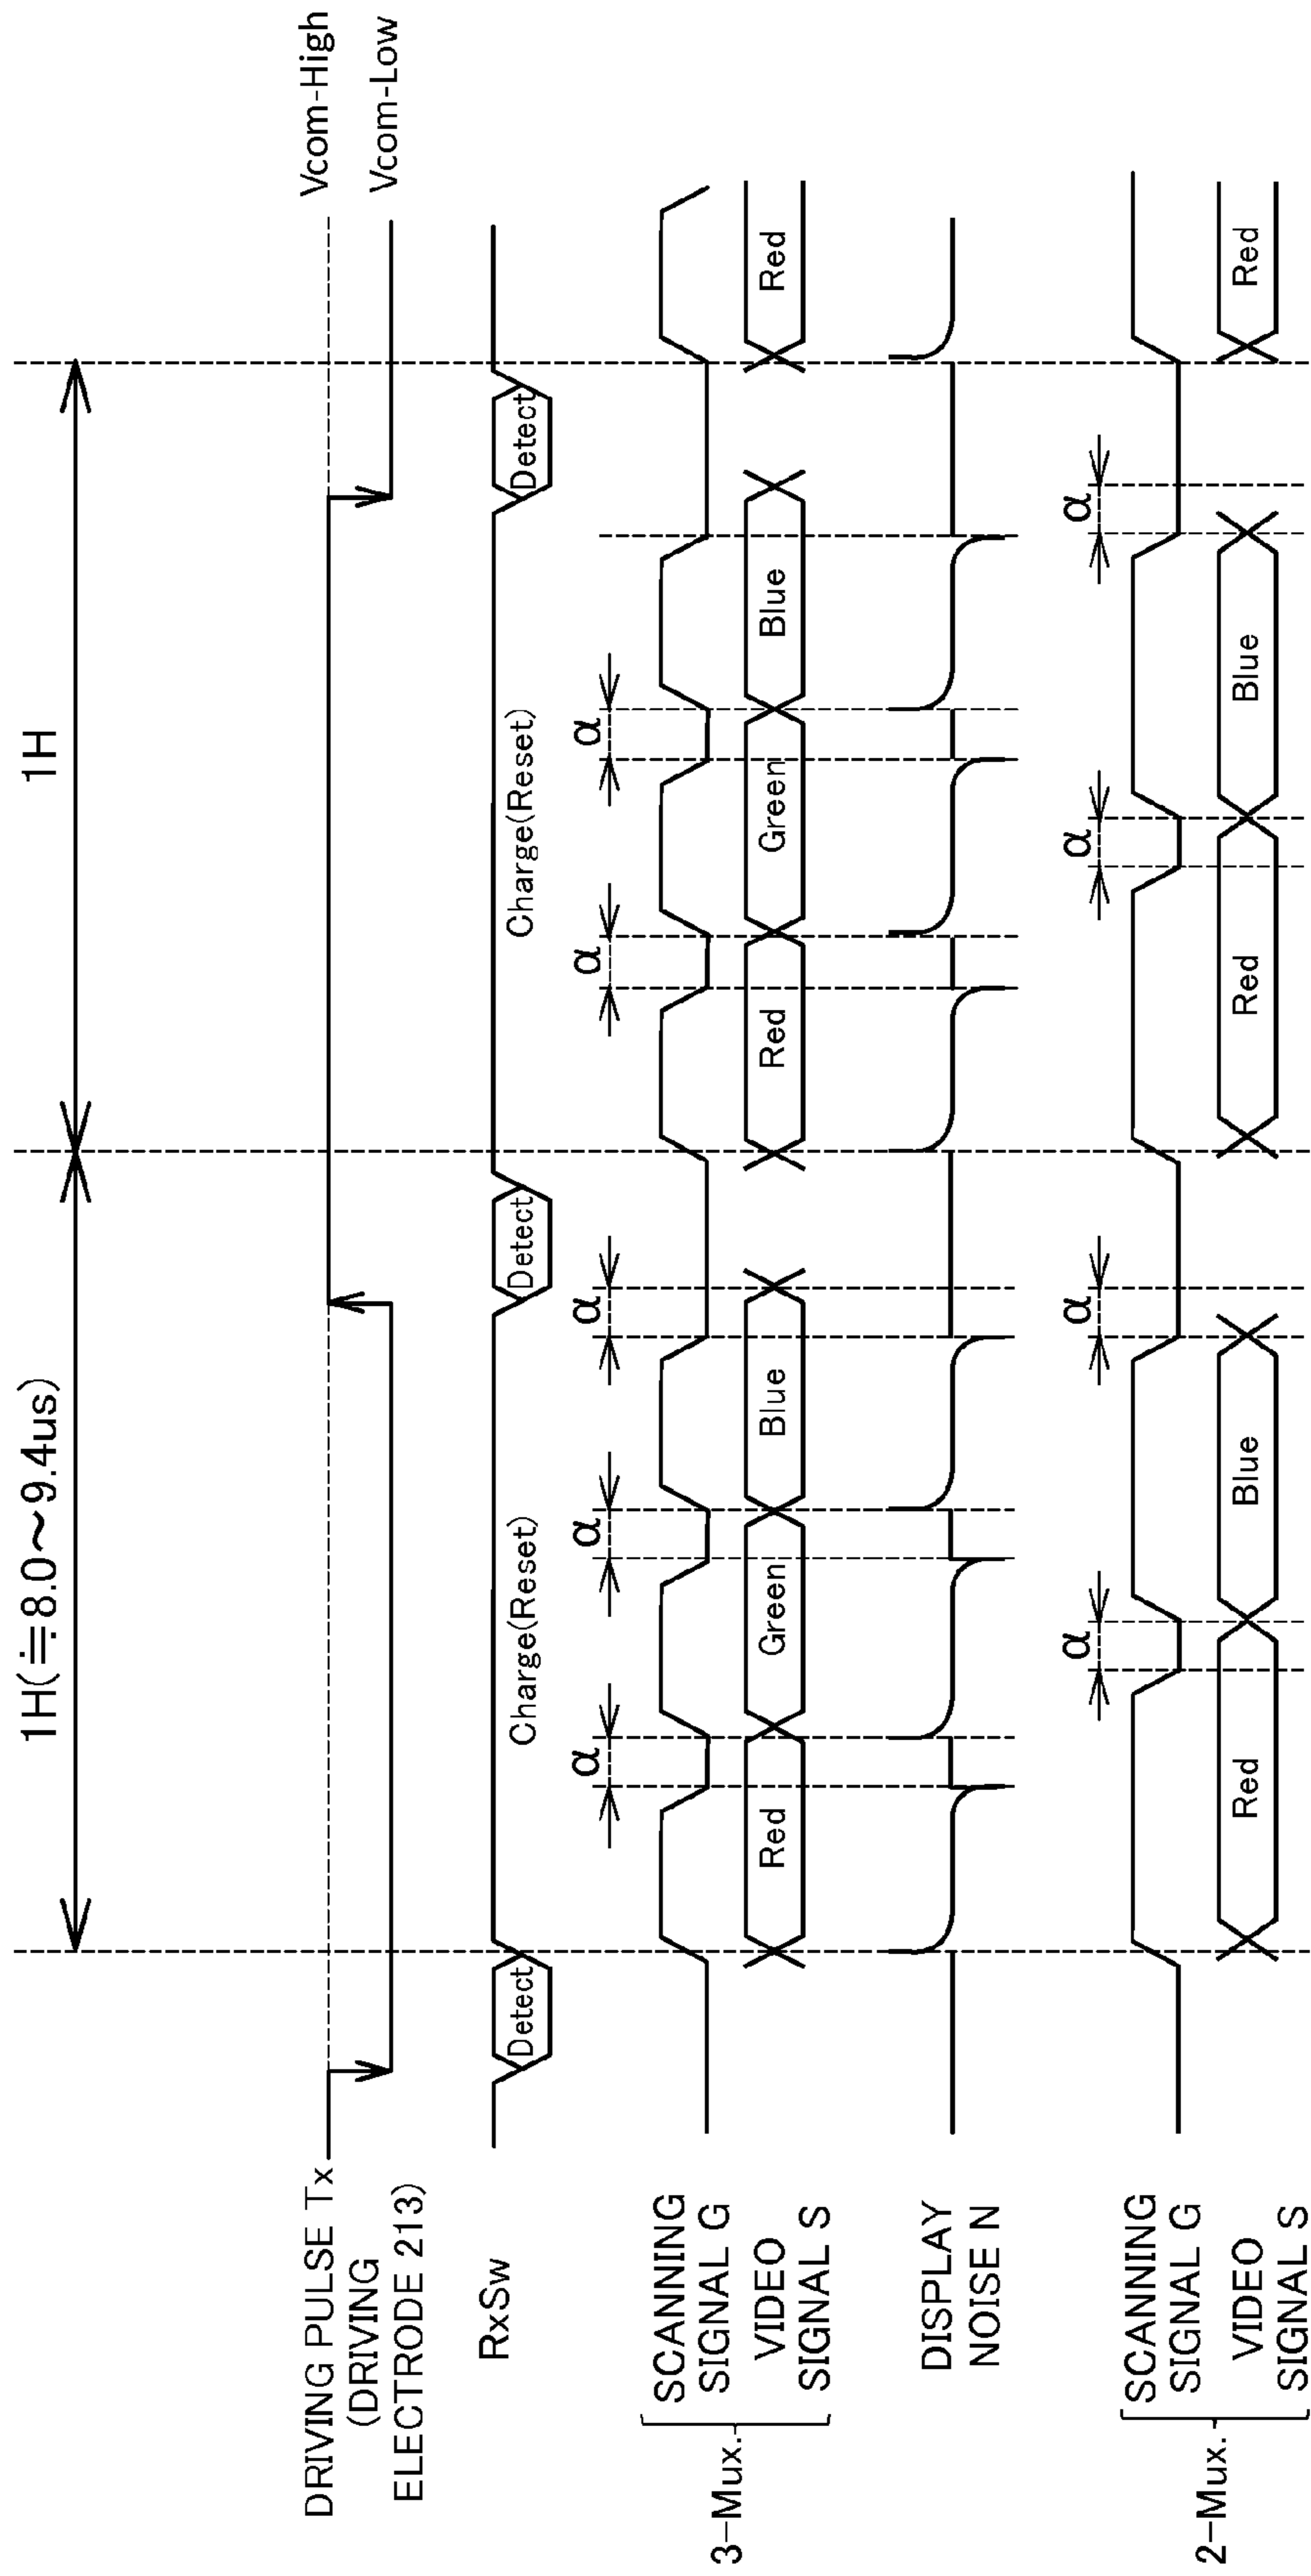 1H(≒8.0～9.4us)
1H
Vcom-High
Vcom-Low
DRIVING PULSE Tx
(DRIVING
ELECTRODE 213)
RxSw
Detect
Charge(Reset)
Detect
Charge(Reset)
Detect
α
α
α
α
α
3-Mux.
SCANNING
SIGNAL G
VIDEO
SIGNAL S
Red
Green
Blue
Red
Green
Blue
Red
DISPLAY
NOISE N
α
α
α
α
2-Mux.
SCANNING
SIGNAL G
VIDEO
SIGNAL S
Red
Blue
Red
Blue
Red